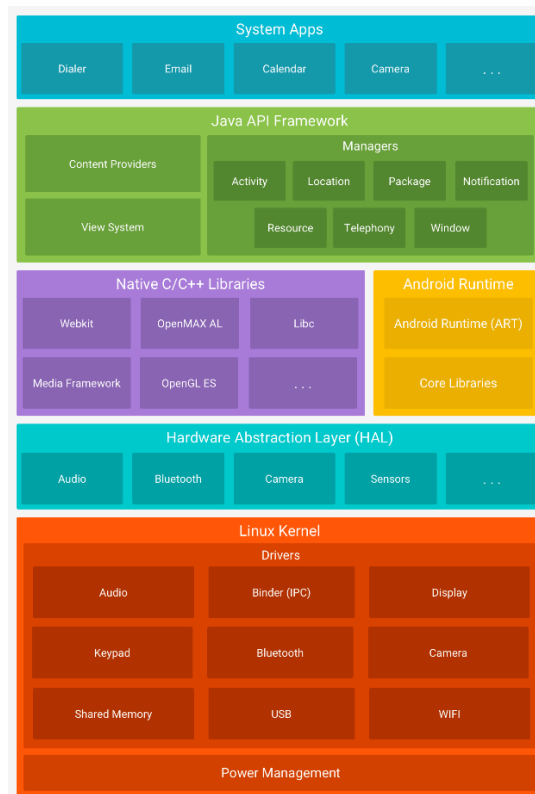 System Apps
Dialer
Email
Calendar
Camera
. . .
Java API Framework
Content Providers
View System
Managers
Activity
Location
Package
Notification
Resource
Telephony
Window
Native C/C++ Libraries
Webkit
OpenMAX AL
Libc
Media Framework
OpenGL ES
. . .
Android Runtime
Android Runtime (ART)
Core Libraries
Hardware Abstraction Layer (HAL)
Audio
Bluetooth
Camera
Sensors
. . .
Linux Kernel
Drivers
Audio
Binder (IPC)
Display
Keypad
Bluetooth
Camera
Shared Memory
USB
WIFI
Power Management